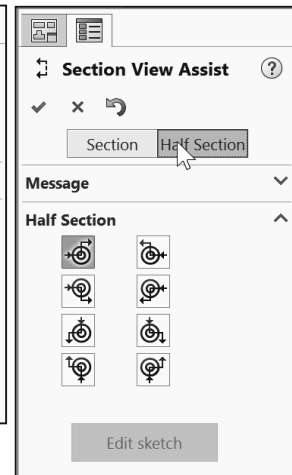 Section View Assist ?
Section Half Section
Message
Half Section
Edit sketch